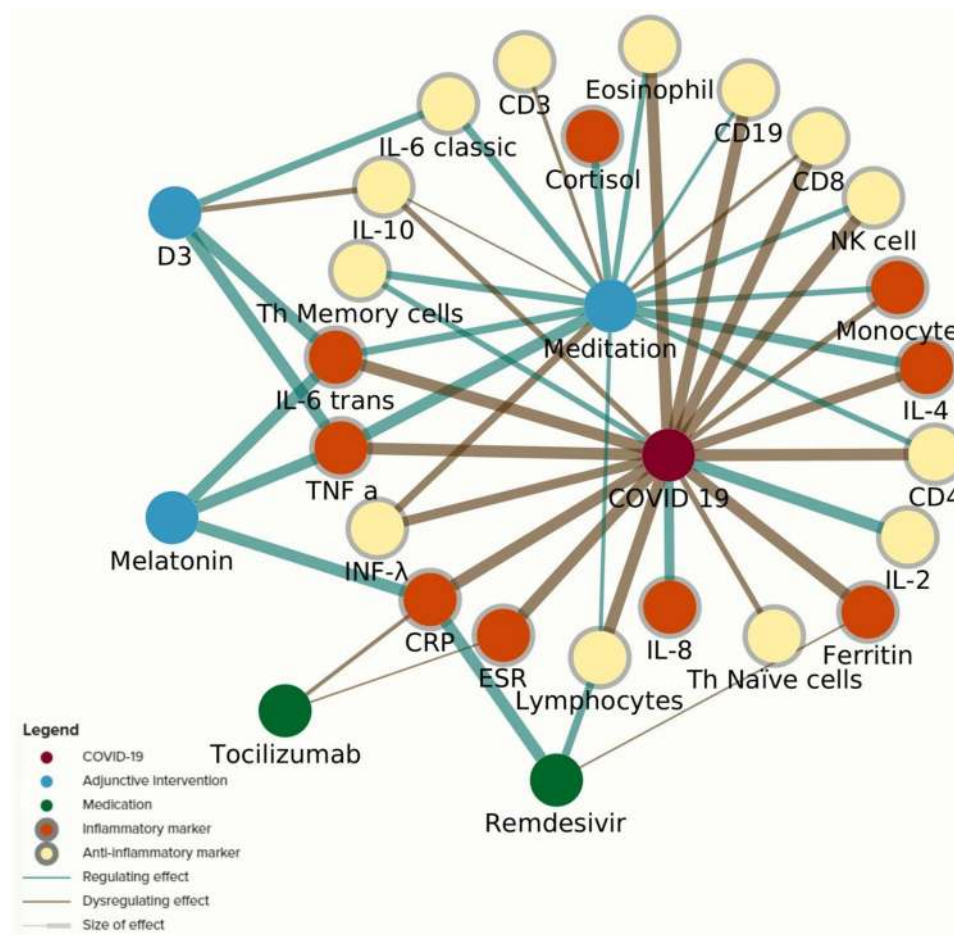 Eosinophil
CD3
CD19
IL-6 classic
Cortisol
CD8
IL-10
NK cell
D3
Th Memory cells
Monocyte
Meditation
IL-6 trans
IL-4
TNF a
COVID 19
CD4
Melatonin
INF-λ
IL-2
CRP
ESR
IL-8
Ferritin
Lymphocytes
Th Naïve cells
Tocilizumab
Remdesivir
Legend
COVID-19
Adjunctive Intervention
Medication
Inflammatory marker
Anti-inflammatory marker
Regulating effect
Dysregulating effect
Size of effect